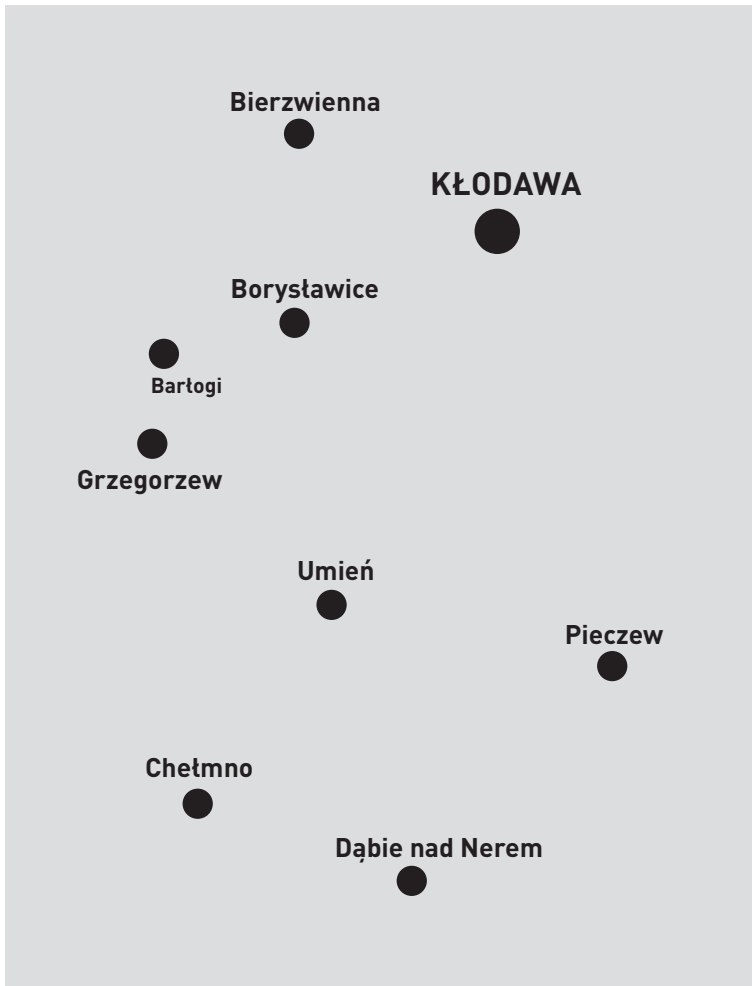 Bierzwienna
KŁODAWA
Borysławice
Barłogi
Grzegorzew
Umień
Pieczew
Chełmno
Dąbie nad Nerem